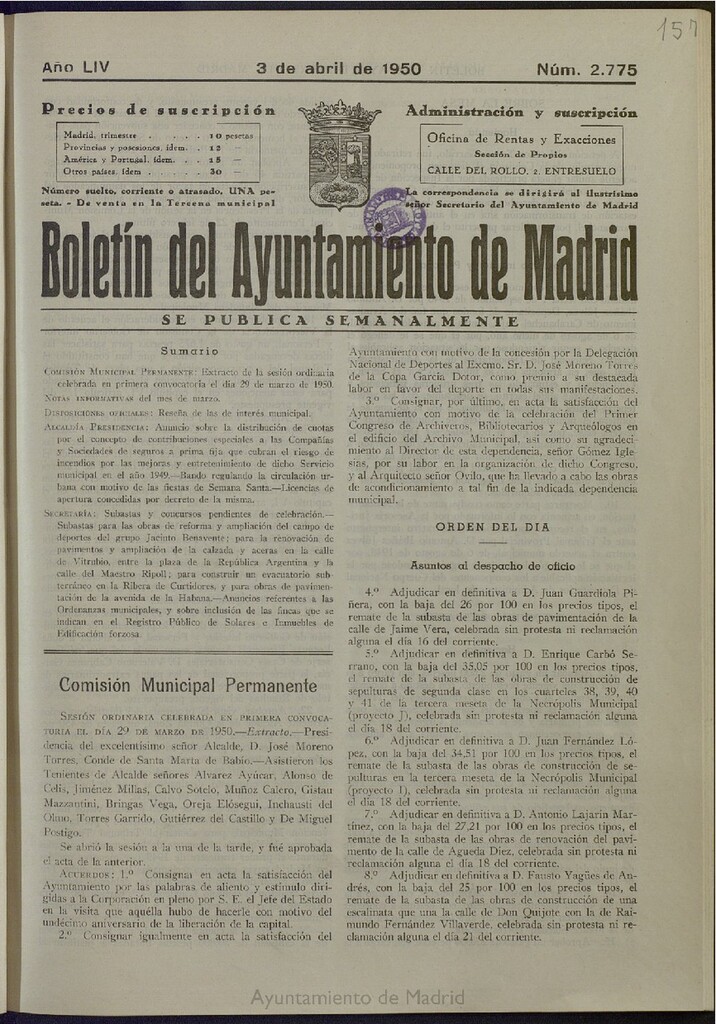 157
Año LIV
3 de abril de 1950
Núm. 2.775
Precios de suscripción
Madrid, trimestre . . . . 10 pesetas
Provincias y posesiones, ídem. . 12 —
América y Portugal, ídem. . . 15 —
Otros países, ídem . . . . 30 —
Número suelto, corriente o atrasado, UNA pe-
seta. - De venta en la Tercena municipal
Administración y suscripción
Oficina de Rentas y Exacciones
Sección de Propios
CALLE DEL ROLLO, 2, ENTRESUELO
La correspondencia se dirigirá al ilustrísimo
señor Secretario del Ayuntamiento de Madrid
Boletín del Ayuntamiento de Madrid
SE PUBLICA SEMANALMENTE
Sumario
COMISIÓN MUNICIPAL PERMANENTE: Extracto de la sesión ordinaria
celebrada en primera convocatoria el día 29 de marzo de 1950.
NOTAS INFORMATIVAS del mes de marzo.
DISPOSICIONES OFICIALES: Reseña de las de interés municipal.
ALCALDÍA PRESIDENCIA: Anuncio sobre la distribución de cuotas
por el concepto de contribuciones especiales a las Compañías
y Sociedades de seguros a prima fija que cubran el riesgo de
incendios por las mejoras y entretenimiento de dicho Servicio
municipal en el año 1949.—Bando regulando la circulación ur-
bana con motivo de las fiestas de Semana Santa.—Licencias de
apertura concedidas por decreto de la misma.
SECRETARÍA: Subastas y concursos pendientes de celebración.—
Subastas para las obras de reforma y ampliación del campo de
deportes del grupo Jacinto Benavente; para la renovación de
pavimentos y ampliación de la calzada y aceras en la calle
de Vitrubio, entre la plaza de la República Argentina y la
calle del Maestro Ripoll; para construir un evacuatorio sub-
terráneo en la Ribera de Curtidores, y para obras de pavimen-
tación de la avenida de la Habana.—Anuncios referentes a las
Ordenanzas municipales, y sobre inclusión de las fincas que se
indican en el Registro Público de Solares e Inmuebles de
Edificación forzosa.
Comisión Municipal Permanente
SESIÓN ORDINARIA CELEBRADA EN PRIMERA CONVOCA-
TORIA EL DÍA 29 DE MARZO DE 1950.—Extracto.—Presi-
dencia del excelentísimo señor Alcalde, D. José Moreno
Torres, Conde de Santa Marta de Babío.—Asistieron los
Tenientes de Alcalde señores Alvarez Ayúcar, Alonso de
Celis, Jiménez Millas, Calvo Sotelo, Muñoz Calero, Gistau
Mazzantini, Bringas Vega, Oreja Elósegui, Inchausti del
Olmo, Torres Garrido, Gutiérrez del Castillo y De Miguel
Postigo.
Se abrió la sesión a la una de la tarde, y fué aprobada
el acta de la anterior.
ACUERDOS: 1.º Consignar en acta la satisfacción del
Ayuntamiento por las palabras de aliento y estímulo diri-
gidas a la Corporación en pleno por S. E. el Jefe del Estado
en la visita que aquélla hubo de hacerle con motivo del
undécimo aniversario de la liberación de la capital.
2.º Consignar igualmente en acta la satisfacción del
Ayuntamiento con motivo de la concesión por la Delegación
Nacional de Deportes al Excmo. Sr. D. José Moreno Torres
de la Copa García Dotor, como premio a su destacada
labor en favor del deporte en todas sus manifestaciones.
3.º Consignar, por último, en acta la satisfacción del
Ayuntamiento con motivo de la celebración del Primer
Congreso de Archiveros, Bibliotecarios y Arqueólogos en
el edificio del Archivo Municipal, así como su agradeci-
miento al Director de esta dependencia, señor Gómez Igle-
sias, por su labor en la organización de dicho Congreso,
y al Arquitecto señor Ovilo, que ha llevado a cabo las obras
de acondicionamiento a tal fin de la indicada dependencia
municipal.
ORDEN DEL DIA
Asuntos al despacho de oficio
4.º Adjudicar en definitiva a D. Juan Guardiola Pi-
ñera, con la baja del 26 por 100 en los precios tipos, el
remate de la subasta de las obras de pavimentación de la
calle de Jaime Vera, celebrada sin protesta ni reclamación
alguna el día 16 del corriente.
5.º Adjudicar en definitiva a D. Enrique Carbó Se-
rrano, con la baja del 35,05 por 100 en los precios tipos,
el remate de la subasta de las obras de construcción de
sepulturas de segunda clase en los cuarteles 38, 39, 40
y 41 de la tercera meseta de la Necrópolis Municipal
(proyecto J), celebrada sin protesta ni reclamación alguna
el día 18 del corriente.
6.º Adjudicar en definitiva a D. Juan Fernández Ló-
pez, con la baja del 34,51 por 100 en los precios tipos, el
remate de la subasta de las obras de construcción de se-
pulturas en la tercera meseta de la Necrópolis Municipal
(proyecto I), celebrada sin protesta ni reclamación alguna
el día 18 del corriente.
7.º Adjudicar en definitiva a D. Antonio Lajarín Mar-
tínez, con la baja del 27,21 por 100 en los precios tipos, el
remate de la subasta de las obras de renovación del pavi-
mento de la calle de Agueda Díez, celebrada sin protesta ni
reclamación alguna el día 18 del corriente.
8.º Adjudicar en definitiva a D. Fausto Yagües de An-
drés, con la baja del 25 por 100 en los precios tipos, el
remate de la subasta de las obras de construcción de una
escalinata que una la calle de Don Quijote con la de Rai-
mundo Fernández Villaverde, celebrada sin protesta ni re-
clamación alguna el día 21 del corriente.
Ayuntamiento de Madrid